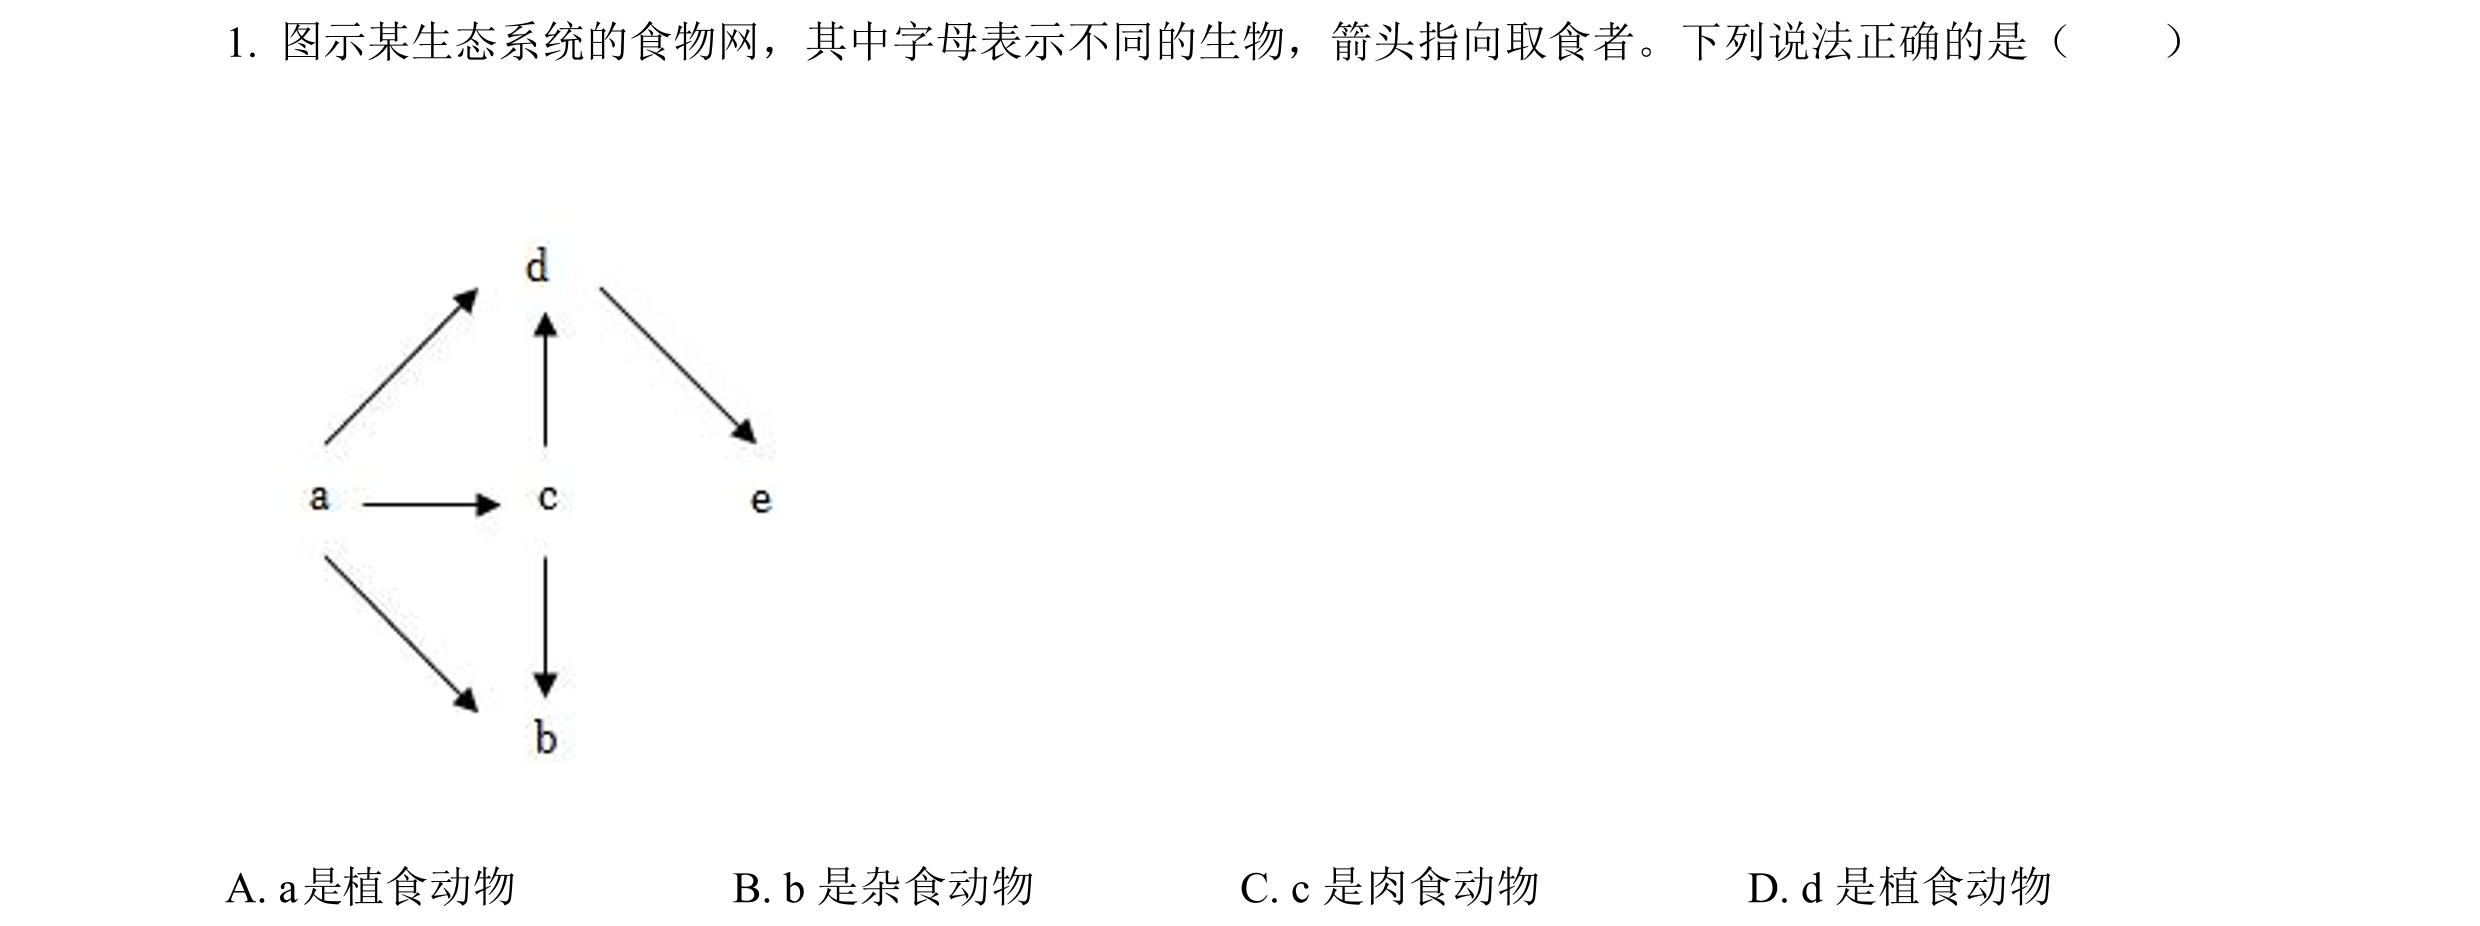 1. 图示某生态系统的食物网，其中字母表示不同的生物，箭头指向取食者。下列说法正确的是（　　）
d
a c e
b
A. a是植食动物 B. b 是杂食动物 C. c 是肉食动物 D. d 是植食动物